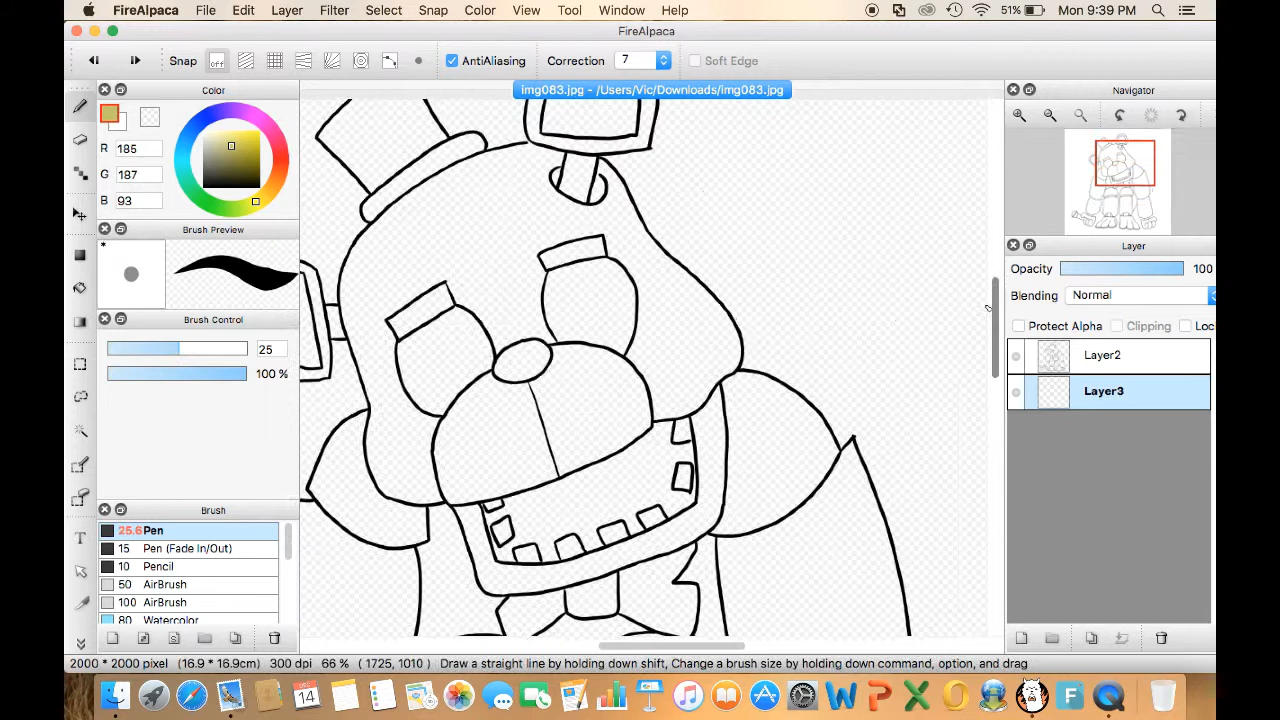 FireAlpaca File Edit Layer Filter Select Snap Color View Tool Window Help 51% Mon 9:39 PM
FireAlpaca
Snap off AntiAliasing Correction 7 Soft Edge
Color
img083.jpg - /Users/Vic/Downloads/img083.jpg
Navigator
R 185
G 187
B 93
Brush Preview
*
Layer
Opacity 100
Blending Normal
Protect Alpha Clipping Loc
Brush Control
25
100 %
Layer2
Layer3
Brush
25.6 Pen
15 Pen (Fade In/Out)
10 Pencil
50 AirBrush
100 AirBrush
80 Watercolor
T
2000 * 2000 pixel (16.9 * 16.9cm) 300 dpi 66 % (1725, 1010) Draw a straight line by holding down shift, Change a brush size by holding down command, option, and drag
DEC
14